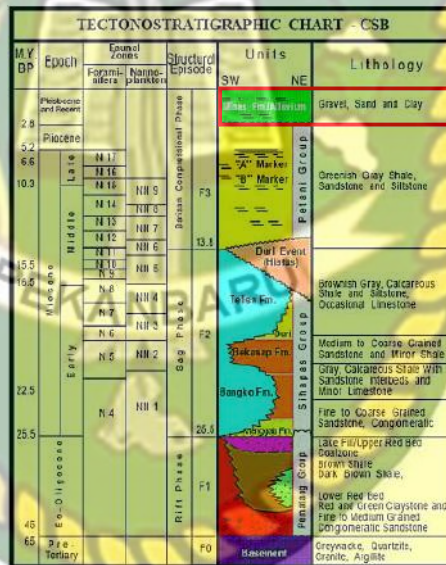 TECTONOSTRATIGRAPHIC CHART - CSB
M.Y BP
Epoch
Faunal Zones
Forami-nifera
Nanno-plankton
Structural Episode
Units
SW NE
Lithology
Pleistocene and Recent
2.8
Pliocene
5.2
6.6
10.3
15.5
16.5
22.5
25.5
45
65
Miocene
Late
Middle
Early
Eo-Oligocene
Pre-Tertiary
N 17
N 16
N 15
N 14
N 13
N 12
N 11
N 10
N 9
N 8
N 7
N 6
N 5
N 4
NN 9
NN 8
NN 7
NN 6
NN 5
NN 4
NN 3
NN 2
NN 1
Barisan Compressional Phase
F3
13.8
Sag Phase
F2
25.5
Rift Phase
F1
F0
Minas Fm/Alluvium
"A" Marker
"B" Marker
Petani Group
Duri Event
(Hiatus)
Telisa Fm.
Duri
Bekasap Fm.
Bangko Fm.
Menggala Fm.
Sihapas Group
Pematang Group
Basement
Gravel, Sand and Clay
Greenish Gray Shale,
Sandstone and Siltstone
Brownish Gray, Calcareous
Shale and Siltstone,
Occasional Limestone
Medium to Coarse Grained
Sandstone and Minor Shale
Gray, Calcareous Shale With
Sandstone Interbeds and
Minor Limestone
Fine to Coarse Grained
Sandstone, Conglomeratic
Lake Fill/Upper Red Bed
Coalzone
Brown Shale
Dark Brown Shale,
Lower Red Bed
Red and Green Claystone and
Fine to Medium Grained
Conglomeratic Sandstone
Greywacke, Quartzite,
Granite, Argillite
PEKANBARU